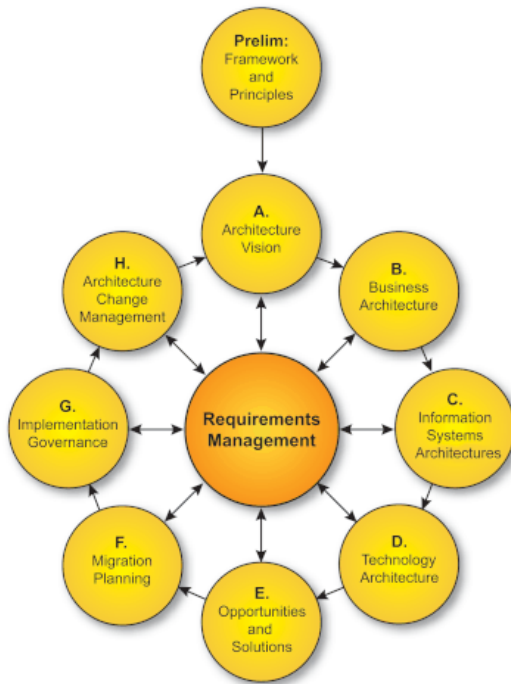 Prelim:
Framework
and
Principles
A.
Architecture
Vision
B.
Business
Architecture
C.
Information
Systems
Architectures
D.
Technology
Architecture
E.
Opportunities
and
Solutions
F.
Migration
Planning
G.
Implementation
Governance
H.
Architecture
Change
Management
Requirements
Management